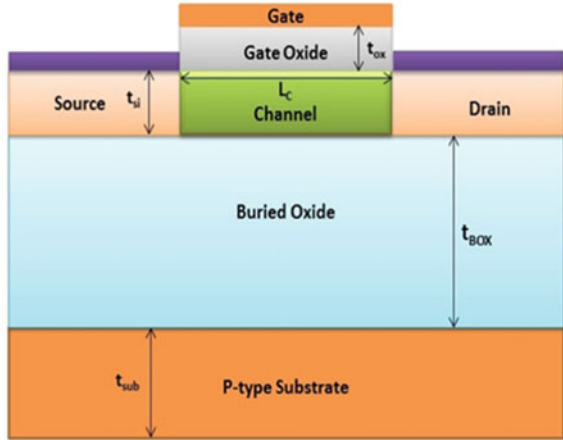 Gate
Gate Oxide
tox
Source
tsi
LC
Channel
Drain
Buried Oxide
tBOX
tsub
P-type Substrate